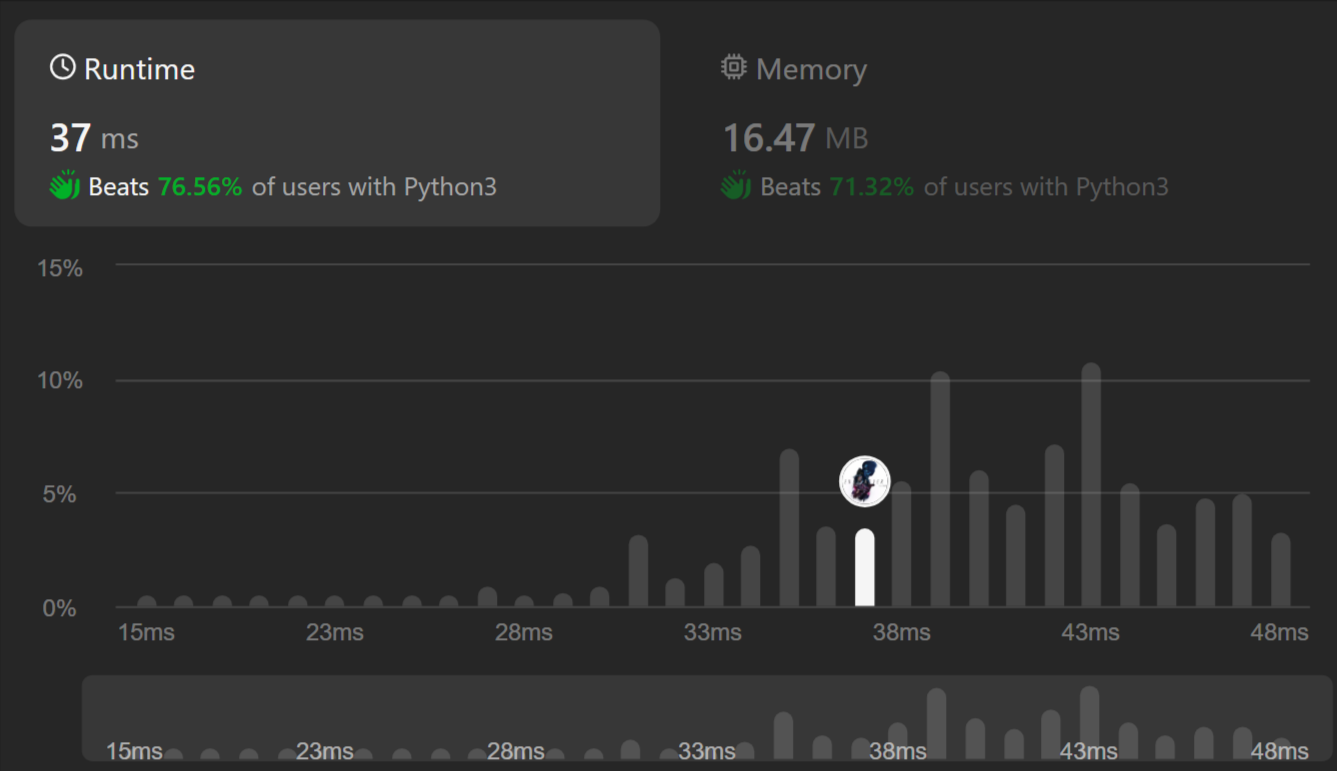 Runtime
37 ms
Beats 76.56% of users with Python3
Memory
16.47 MB
Beats 71.32% of users with Python3
15%
10%
5%
0%
15ms 23ms 28ms 33ms 38ms 43ms 48ms
15ms 23ms 28ms 33ms 38ms 43ms 48ms